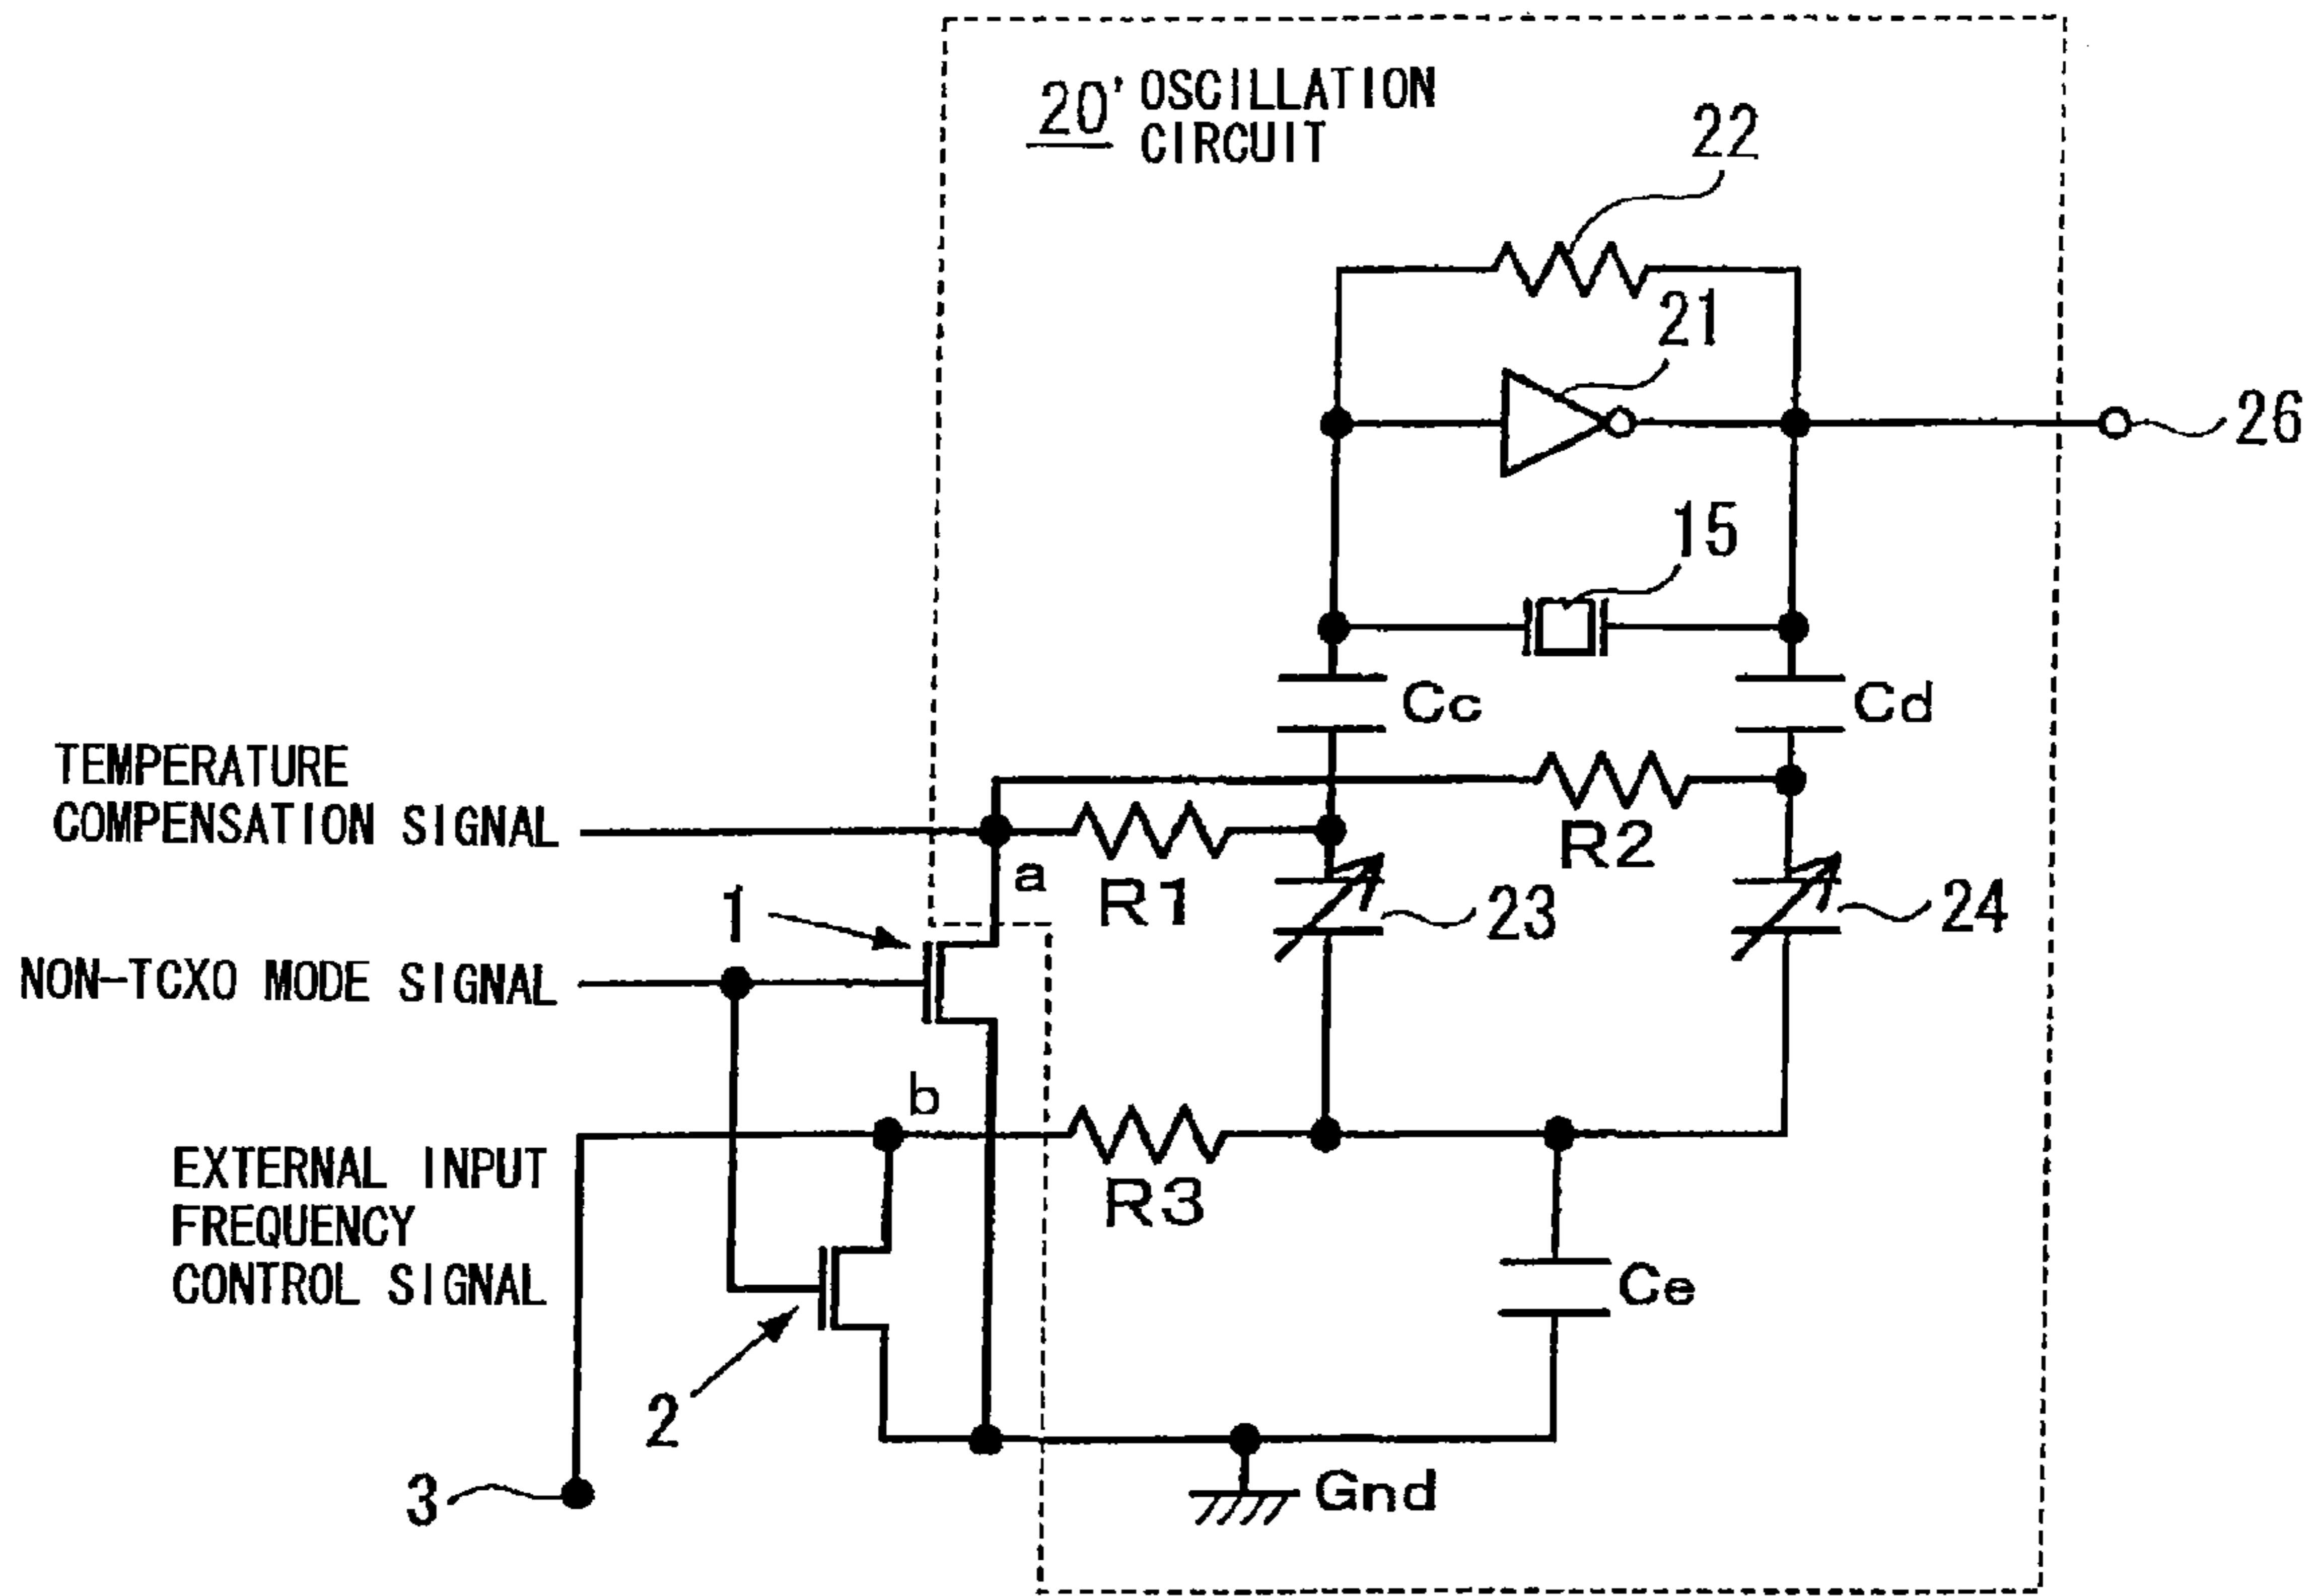 20' OSCILLATION
CIRCUIT
22
21
26
15
Cc
Cd
TEMPERATURE
COMPENSATION SIGNAL
R2
a
R1
1
23
24
NON-TCXO MODE SIGNAL
b
EXTERNAL INPUT
FREQUENCY
CONTROL SIGNAL
R3
Ce
2
3
Gnd